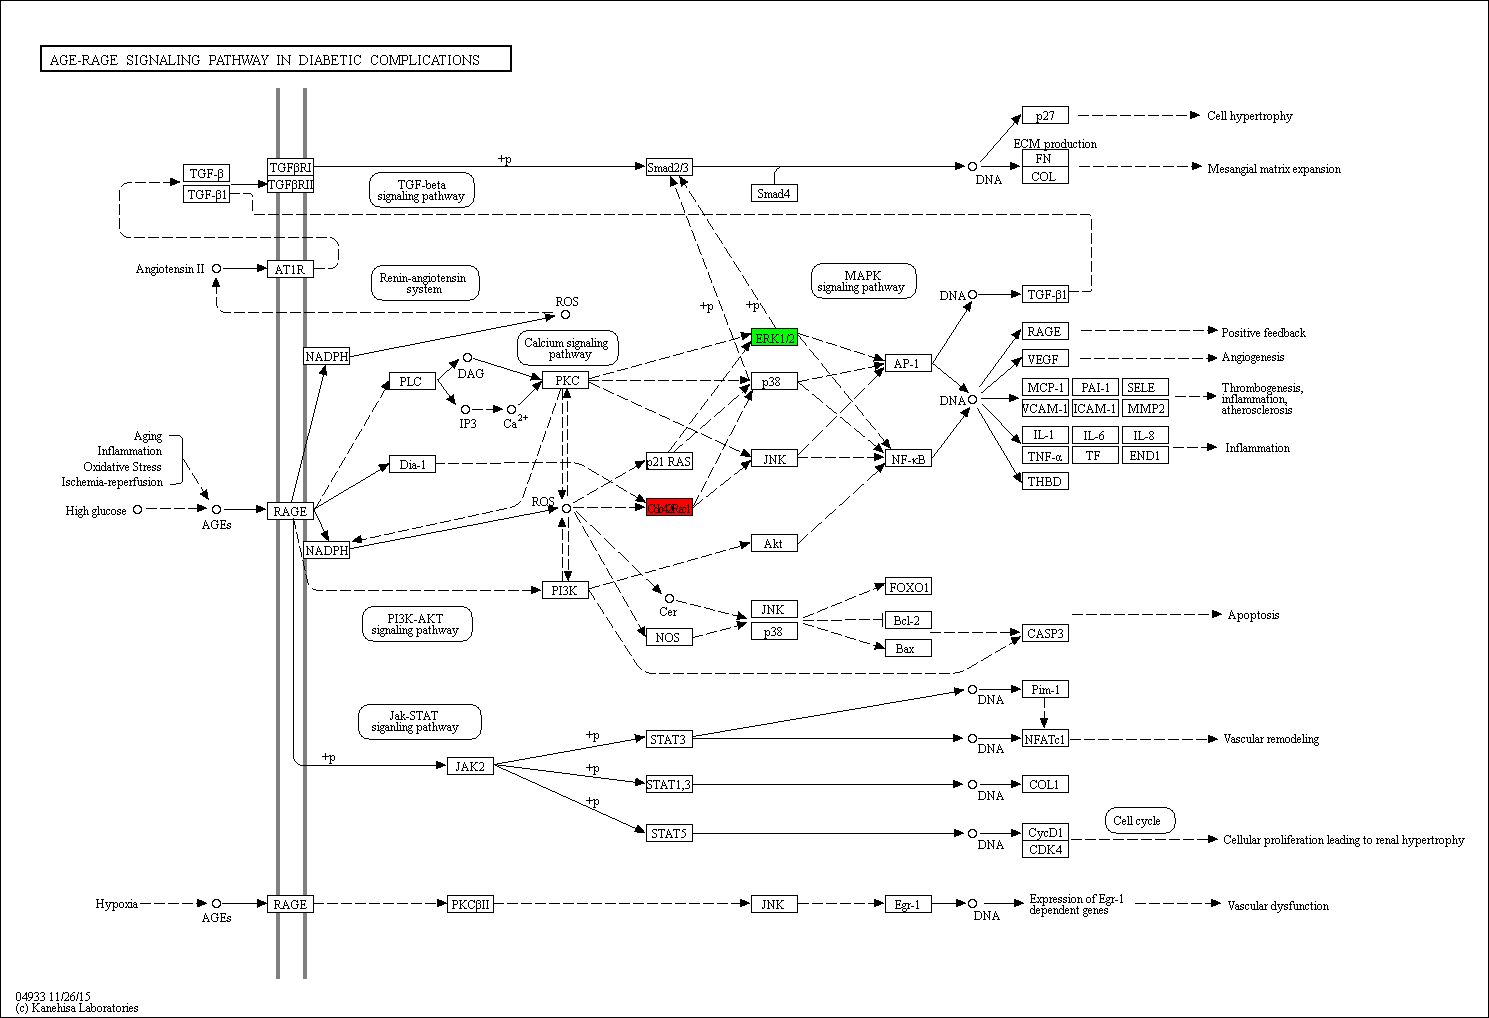 AGE-RAGE SIGNALING PATHWAY IN DIABETIC COMPLICATIONS
p27
Cell hypertrophy
ECM production
TGFβRI
+p
Smad2/3
FN
DNA
Mesangial matrix expansion
TGF-β
TGFβRII
COL
TGF-β1
TGF-beta
signaling pathway
Smad4
Angiotensin II
AT1R
Renin-angiotensin
system
MAPK
signaling pathway
DNA
TGF-β1
ROS
+p
+p
NADPH
Calcium signaling
pathway
ERK1/2
RAGE
Positive feedback
AP-1
VEGF
Angiogenesis
PLC
DAG
PKC
p38
MCP-1
PAI-1
SELE
Thrombogenesis,
inflammation,
atherosclerosis
DNA
VCAM-1
ICAM-1
MMP2
IP3
Ca2+
Aging
Inflammation
Oxidative Stress
Ischemia-reperfusion
IL-1
IL-6
IL-8
Inflammation
TNF-α
TF
END1
Dia-1
p21 RAS
JNK
NF-κB
THBD
High glucose
AGEs
RAGE
ROS
NADPH
Akt
PI3K
FOXO1
Cer
JNK
PI3K-AKT
signaling pathway
NOS
p38
Bcl-2
Bax
CASP3
Apoptosis
DNA
Pim-1
Jak-STAT
siganling pathway
+p
STAT3
DNA
NFATc1
Vascular remodeling
+p
JAK2
+p
STAT1,3
DNA
COL1
+p
STAT5
DNA
CycD1
CDK4
Cell cycle
Cellular proliferation leading to renal hypertrophy
Hypoxia
AGEs
RAGE
PKCβII
JNK
Egr-1
DNA
Expression of Egr-1
dependent genes
Vascular dysfunction
04933 11/26/15
(c) Kanehisa Laboratories